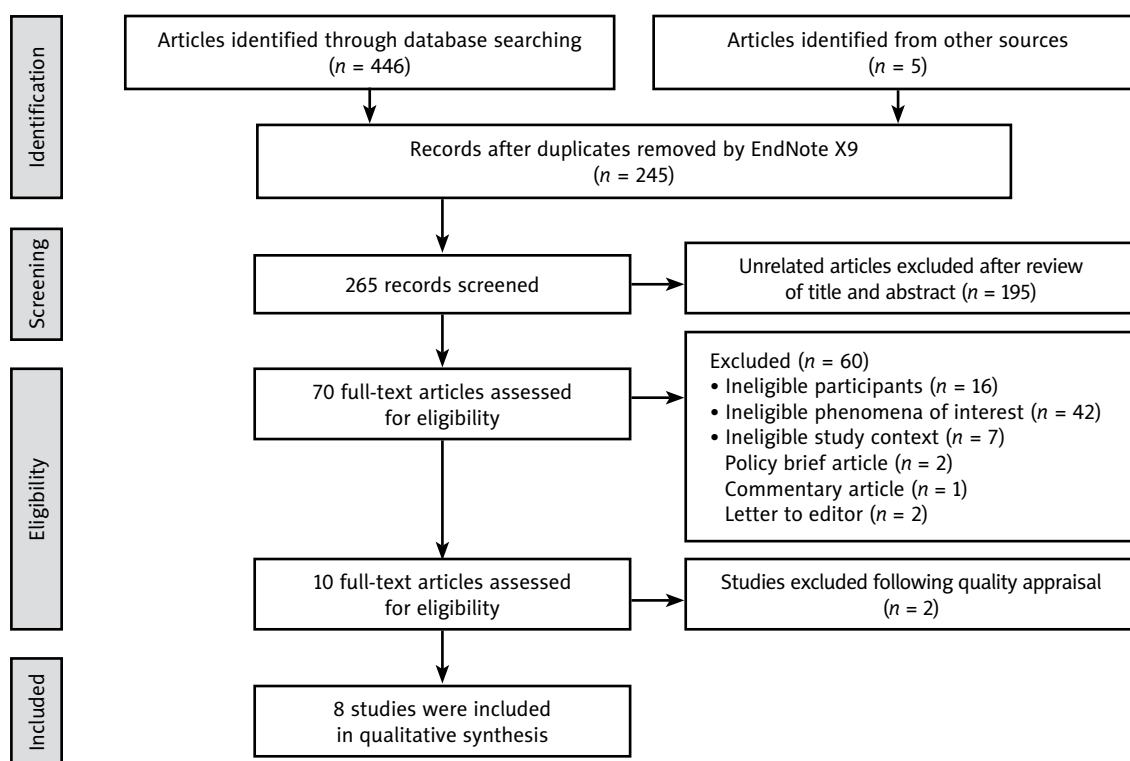 Identification
Articles identified through database searching
(n = 446)
Articles identified from other sources
(n = 5)
Records after duplicates removed by EndNote X9
(n = 245)
Screening
265 records screened
Unrelated articles excluded after review
of title and abstract (n = 195)
Eligibility
70 full-text articles assessed
for eligibility
Excluded (n = 60)
• Ineligible participants (n = 16)
• Ineligible phenomena of interest (n = 42)
• Ineligible study context (n = 7)
Policy brief article (n = 2)
Commentary article (n = 1)
Letter to editor (n = 2)
10 full-text articles assessed
for eligibility
Studies excluded following quality appraisal
(n = 2)
Included
8 studies were included
in qualitative synthesis